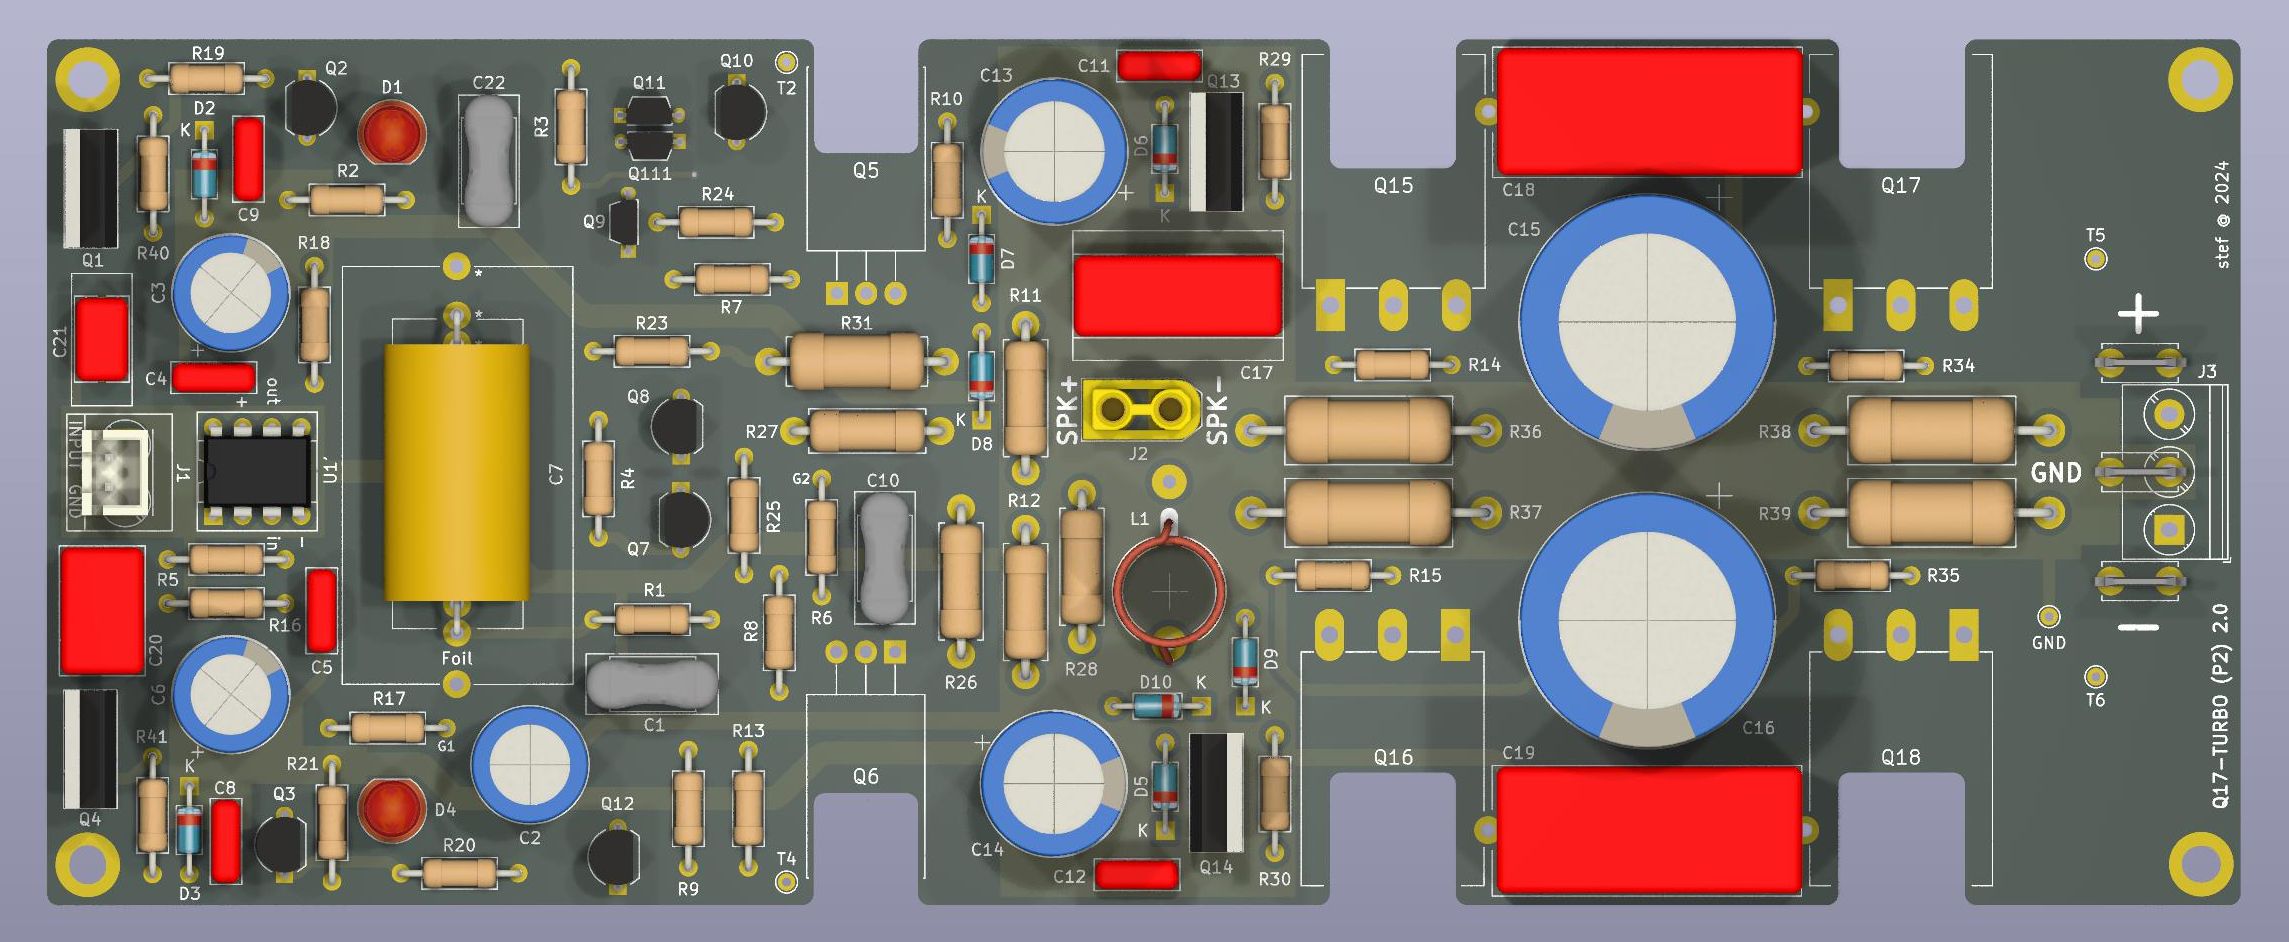 R19
Q2
D1
C22
R3
Q11
Q111
Q10
T2
D2
K
C9
R2
Q1
R40
R18
C3
Q9
R24
R7
Q5
R10
C13
C11
Q13
D6
K
R29
K
D7
C18
C15
Q15
Q17
stef @ 2024
T5
+
C21
C4
+
out
*
*
*
R23
R31
R11
C17
R14
R34
J3
SPK+
SPK-
J2
K
D8
Q8
R27
R36
R38
GND
INPUT GND
J1
U1,
in
-
C7
R4
Q7
R25
G2
C10
R12
L1
R37
R39
R5
R16
C5
C20
R1
R8
R6
R26
R28
R15
R35
GND
T6
-
Foil
C6
R17
G1
C1
D10
K
D9
K
R41
K
C8
Q3
R21
D4
R20
C2
Q12
R13
R9
T4
Q6
C14
+
D5
K
C12
Q14
R30
Q16
C19
C16
Q18
D3
Q4
Q17-TURBO (P2) 2.0